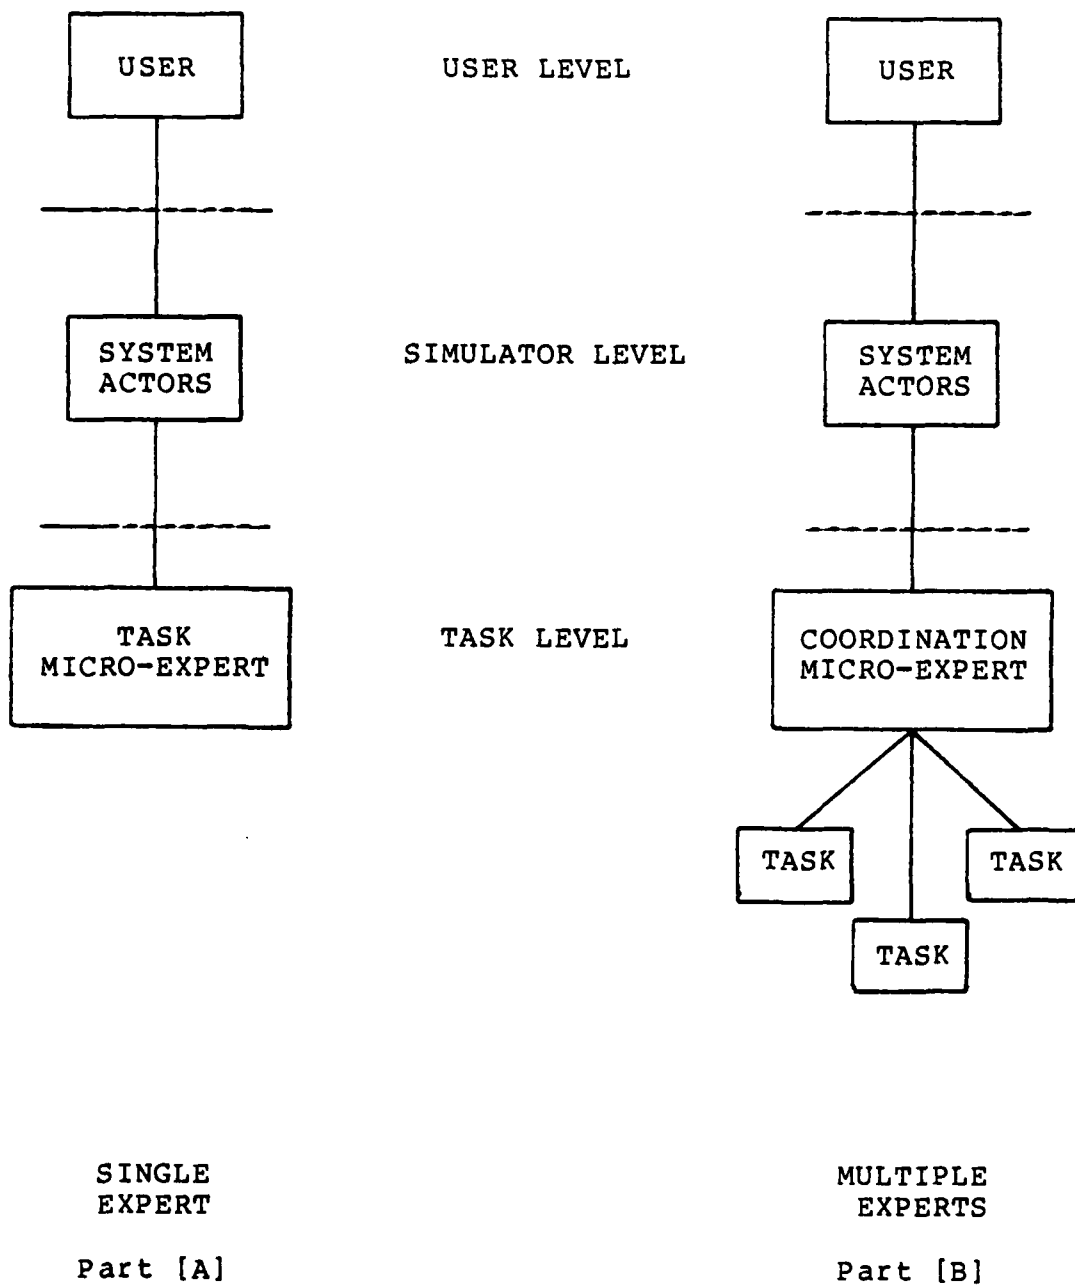 USER
USER LEVEL
USER
SYSTEM
ACTORS
SIMULATOR LEVEL
SYSTEM
ACTORS
TASK
MICRO-EXPERT
TASK LEVEL
COORDINATION
MICRO-EXPERT
TASK
TASK
TASK
SINGLE
EXPERT
MULTIPLE
EXPERTS
Part [A]
Part [B]